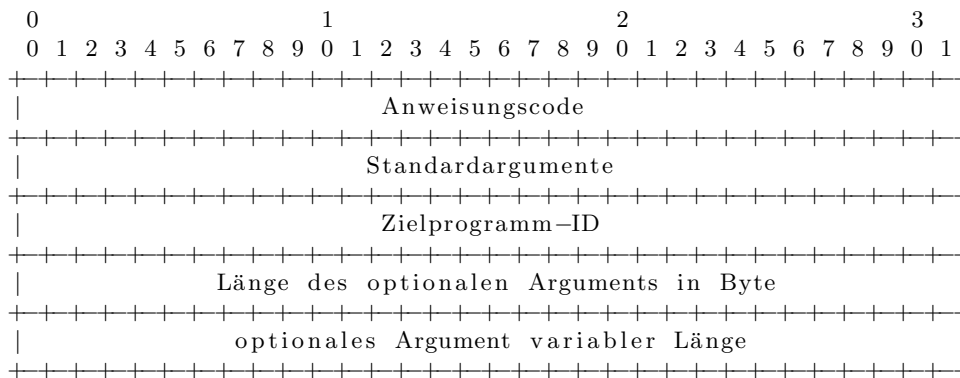 0 1 2 3
0 1 2 3 4 5 6 7 8 9 0 1 2 3 4 5 6 7 8 9 0 1 2 3 4 5 6 7 8 9 0 1
+-+-+-+-+-+-+-+-+-+-+-+-+-+-+-+-+-+-+-+-+-+-+-+-+-+-+-+-+-+-+-+-
| Anweisungscode
+-+-+-+-+-+-+-+-+-+-+-+-+-+-+-+-+-+-+-+-+-+-+-+-+-+-+-+-+-+-+-+-
| Standardargumente
+-+-+-+-+-+-+-+-+-+-+-+-+-+-+-+-+-+-+-+-+-+-+-+-+-+-+-+-+-+-+-+-
| Zielprogramm-ID
+-+-+-+-+-+-+-+-+-+-+-+-+-+-+-+-+-+-+-+-+-+-+-+-+-+-+-+-+-+-+-+-
| Länge des optionalen Arguments in Byte
+-+-+-+-+-+-+-+-+-+-+-+-+-+-+-+-+-+-+-+-+-+-+-+-+-+-+-+-+-+-+-+-
| optionales Argument variabler Länge
+-+-+-+-+-+-+-+-+-+-+-+-+-+-+-+-+-+-+-+-+-+-+-+-+-+-+-+-+-+-+-+-